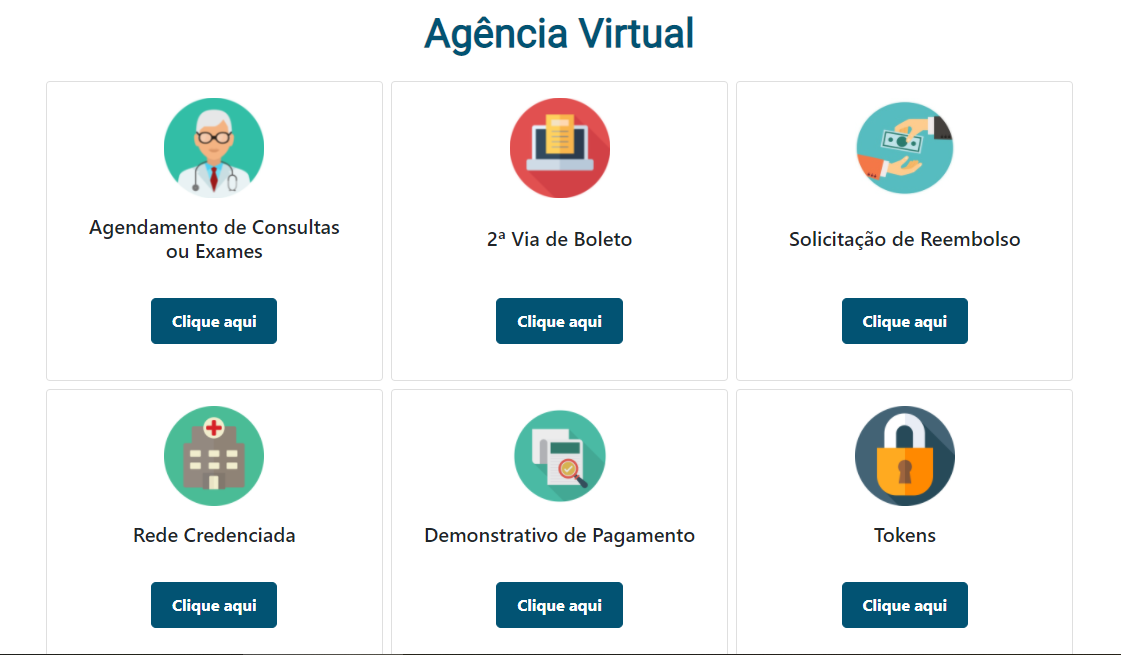 Agência Virtual
Agendamento de Consultas
ou Exames
Clique aqui
2ª Via de Boleto
Clique aqui
Solicitação de Reembolso
Clique aqui
Rede Credenciada
Clique aqui
Demonstrativo de Pagamento
Clique aqui
Tokens
Clique aqui